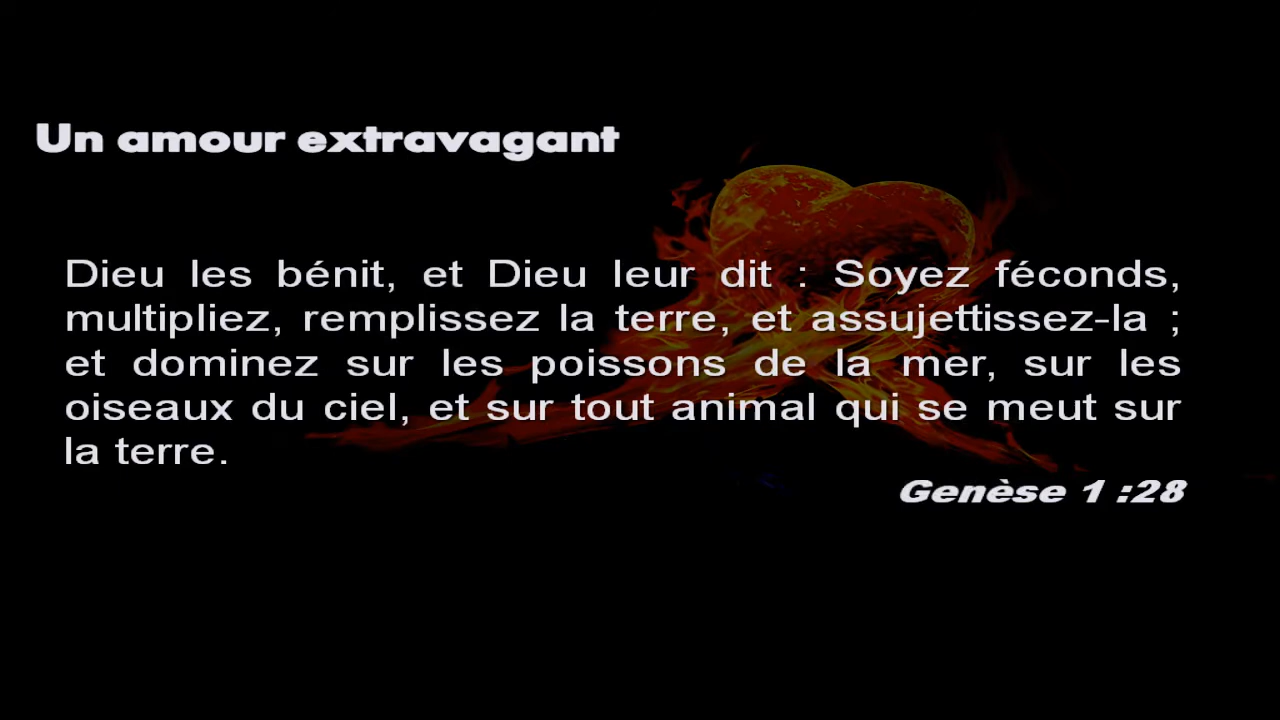 Un amour extravagant
Dieu les bénit, et Dieu leur dit : Soyez féconds,
multipliez, remplissez la terre, et assujettissez-la ;
et dominez sur les poissons de la mer, sur les
oiseaux du ciel, et sur tout animal qui se meut sur
la terre.
Genèse 1 :28